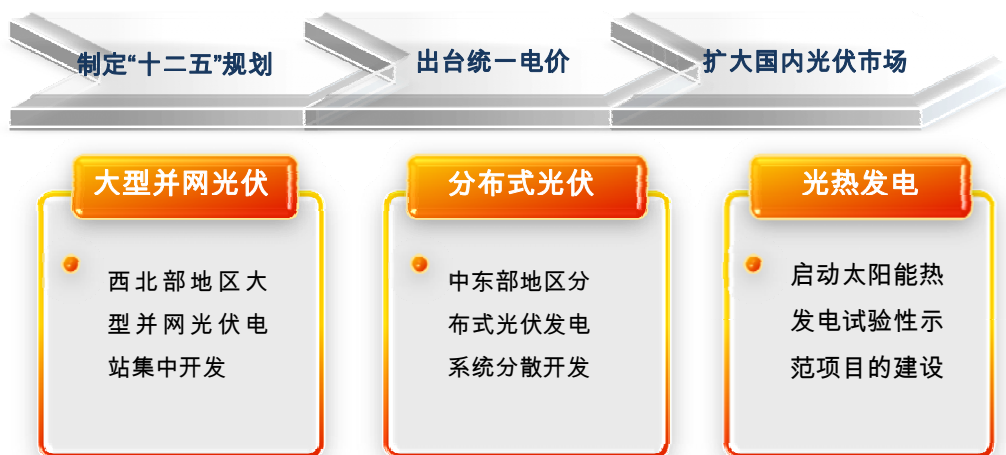 制定“十二五”规划
出台统一电价
扩大国内光伏市场
大型并网光伏
西北部地区大
型并网光伏电
站集中开发
分布式光伏
中东部地区分
布式光伏发电
系统分散开发
光热发电
启动太阳能热
发电试验性示
范项目的建设